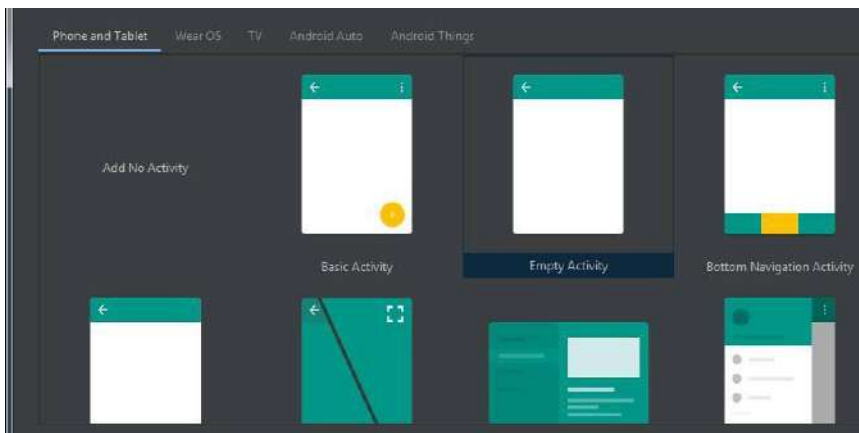 Phone and Tablet
Wear OS
TV
Android Auto
Android Things
Add No Activity
Basic Activity
Empty Activity
Bottom Navigation Activity